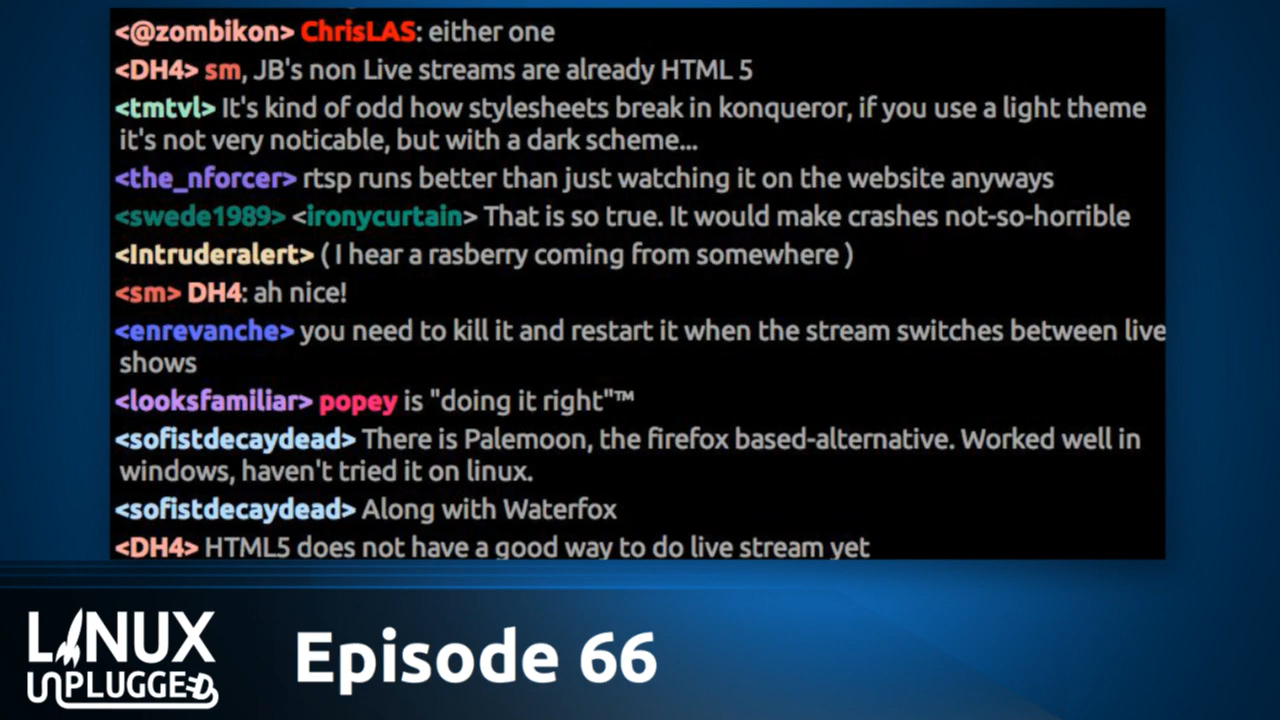 <@zombikon> ChrisLAS: either one
<DH4> sm, JB's non Live streams are already HTML 5
<tmtvl> It's kind of odd how stylesheets break in konqueror, if you use a light theme
it's not very noticable, but with a dark scheme...
<the_nforcer> rtsp runs better than just watching it on the website anyways
<swede1989> <ironycurtain> That is so true. It would make crashes not-so-horrible
<Intruderalert> ( I hear a rasberry coming from somewhere )
<sm> DH4: ah nice!
<enrevanche> you need to kill it and restart it when the stream switches between live
shows
<looksfamiliar> popey is "doing it right"™
<sofistdecaydead> There is Palemoon, the firefox based-alternative. Worked well in
windows, haven't tried it on linux.
<sofistdecaydead> Along with Waterfox
<DH4> HTML5 does not have a good way to do live stream yet
LINUX
UNPLUGGED
Episode 66